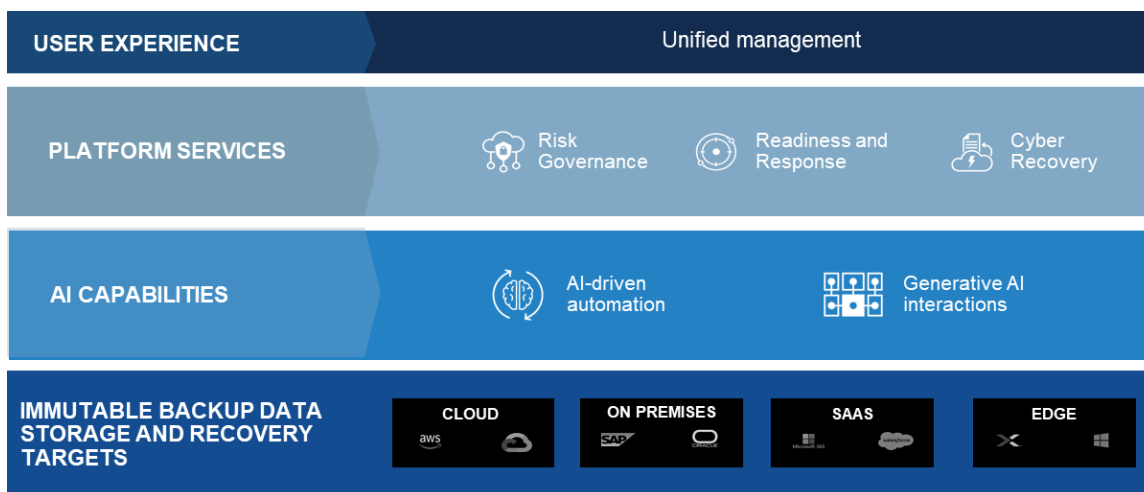 USER EXPERIENCE
Unified management
PLATFORM SERVICES
Risk
Governance
Readiness and
Response
Cyber
Recovery
AI CAPABILITIES
AI-driven
automation
Generative AI
interactions
IMMUTABLE BACKUP DATA
STORAGE AND RECOVERY
TARGETS
CLOUD
aws
ON PREMISES
SAP
ORACLE
SAAS
Microsoft 365
salesforce
EDGE